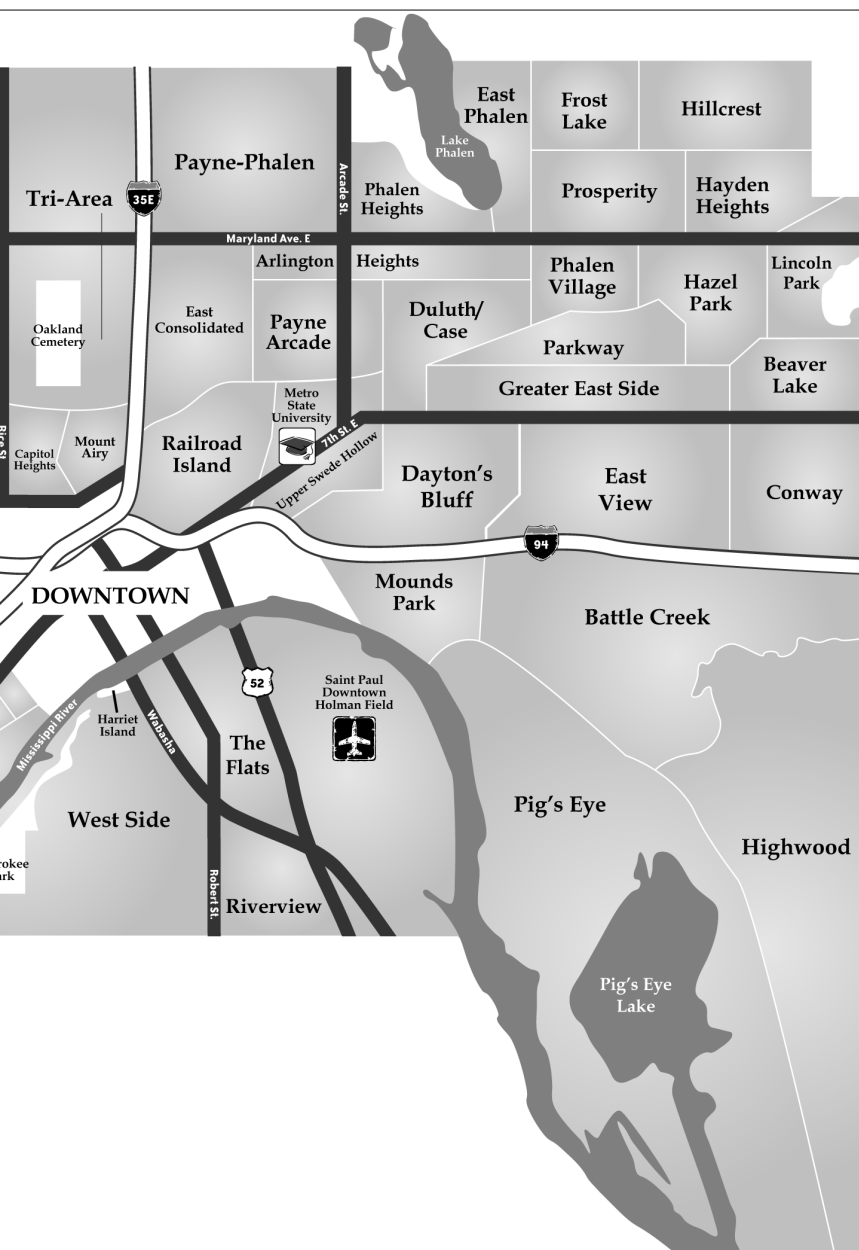 East
Phalen
Frost
Lake
Hillcrest
Lake
Phalen
Payne-Phalen
Arcade St.
Tri-Area
35E
Phalen
Heights
Prosperity
Hayden
Heights
Maryland Ave. E
Arlington
Heights
Phalen
Village
Hazel
Park
Lincoln
Park
Oakland
Cemetery
East
Consolidated
Payne
Arcade
Duluth/
Case
Parkway
Beaver
Lake
Greater East Side
Metro
State
University
7th St. E
Rice St
Capitol
Heights
Mount
Airy
Railroad
Island
Upper Swede Hollow
Dayton's
Bluff
East
View
Conway
94
DOWNTOWN
Mounds
Park
Battle Creek
52
Saint Paul
Downtown
Holman Field
Mississippi River
Harriet
Island
Wabasha
The
Flats
West Side
Pig's Eye
Highwood
rokee
ark
Robert St.
Riverview
Pig's Eye
Lake